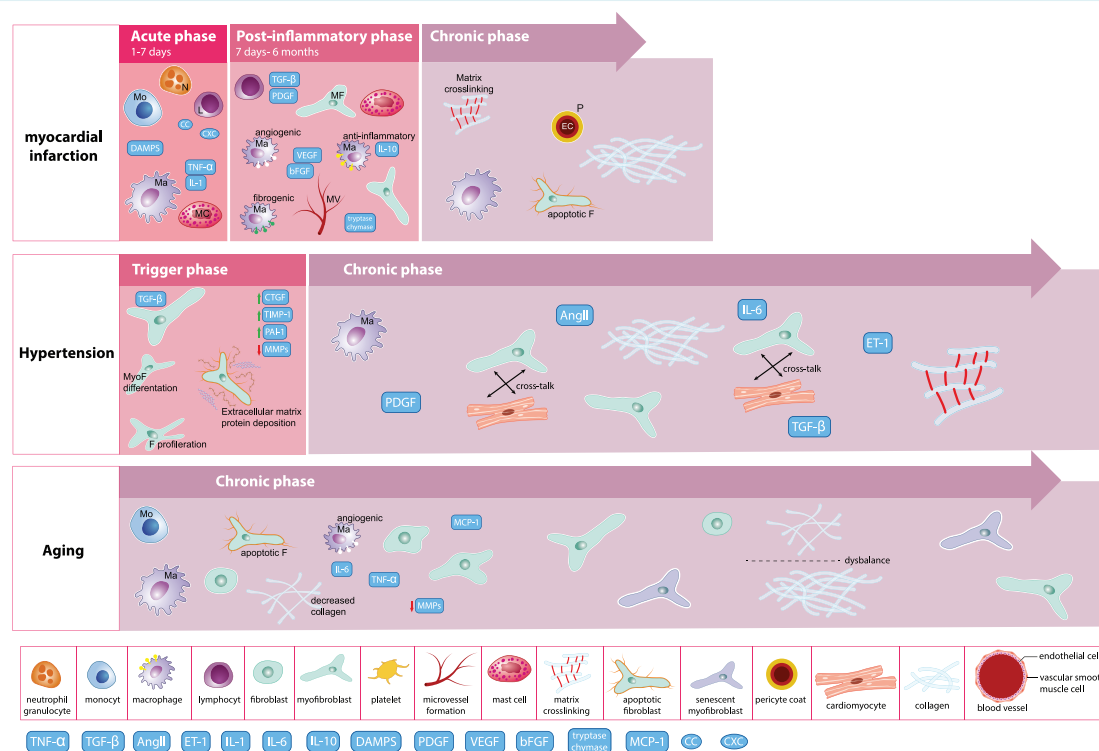 Acute phase
1-7 days
Post-inflammatory phase
7 days- 6 months
Chronic phase
myocardial
infarction
N
Mo
L
CC
CXC
DAMPS
TNF-α
IL-1
Ma
MC
TGF-β
PDGF
MF
angiogenic
Ma
VEGF
bFGF
anti-inflammatory
Ma
IL-10
fibrogenic
Ma
MV
tryptase
chymase
Matrix
crosslinking
P
EC
apoptotic F
Trigger phase
Chronic phase
Hypertension
TGF-β
CTGF
TIMP-1
PAI-1
MMPs
MyoF
differentation
Extracellular matrix
protein deposition
F profileration
Ma
PDGF
AngII
cross-talk
IL-6
cross-talk
TGF-β
ET-1
Chronic phase
Aging
Mo
Ma
apoptotic F
angiogenic
Ma
IL-6
MCP-1
TNF-α
decreased
collagen
MMPs
dysbalance
neutrophil
granulocyte
monocyt
macrophage
lymphocyt
fibroblast
myofibroblast
platelet
microvessel
formation
mast cell
matrix
crosslinking
apoptotic
fibroblast
senescent
myofibroblast
pericyte coat
cardiomyocyte
collagen
blood vessel
endothelial cel
vascular smoot
muscle cell
TNF-α
TGF-β
AngII
ET-1
IL-1
IL-6
IL-10
DAMPS
PDGF
VEGF
bFGF
tryptase
chymase
MCP-1
CC
CXC